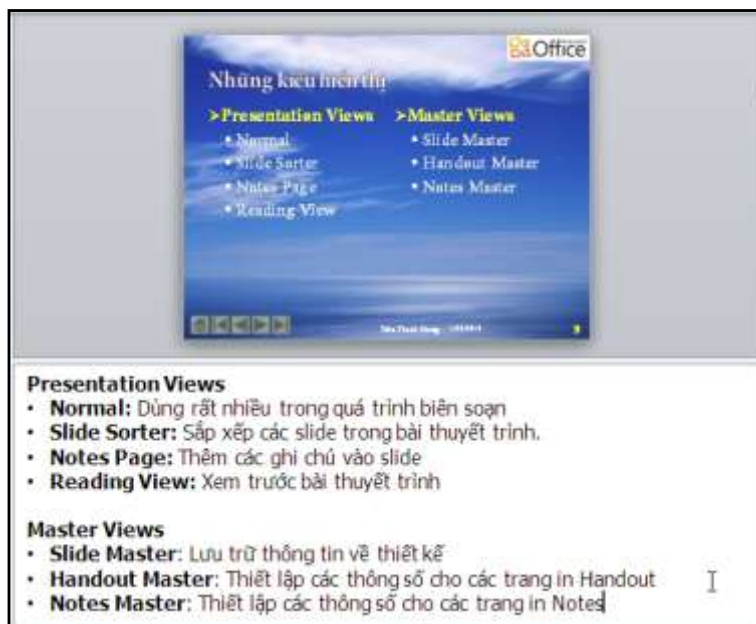 Office
Những kiểu hiển thị
➢Presentation Views
• Normal
• Slide Sorter
• Notes Page
• Reading View
➢Master Views
• Slide Master
• Handout Master
• Notes Master
9
Presentation Views
• Normal: Dùng rất nhiều trong quá trình biên soạn
• Slide Sorter: Sắp xếp các slide trong bài thuyết trình.
• Notes Page: Thêm các ghi chú vào slide
• Reading View: Xem trước bài thuyết trình
Master Views
• Slide Master: Lưu trữ thông tin về thiết kế
• Handout Master: Thiết lập các thông số cho các trang in Handout
• Notes Master: Thiết lập các thông số cho các trang in Notes